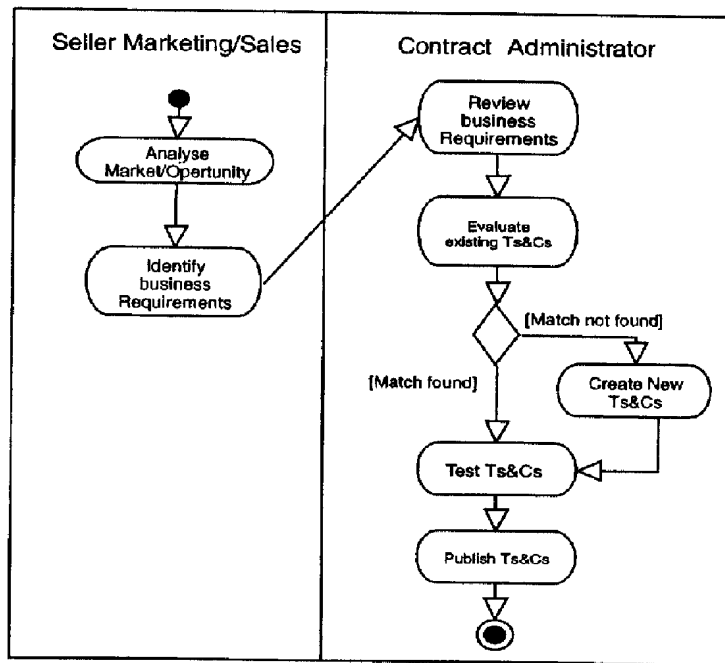 Seller Marketing/Sales
Analyse
Market/Opertunity
Identify
business
Requirements
Contract Administrator
Review
business
Requirements
Evaluate
existing Ts&Cs
[Match not found]
[Match found]
Create New
Ts&Cs
Test Ts&Cs
Publish Ts&Cs